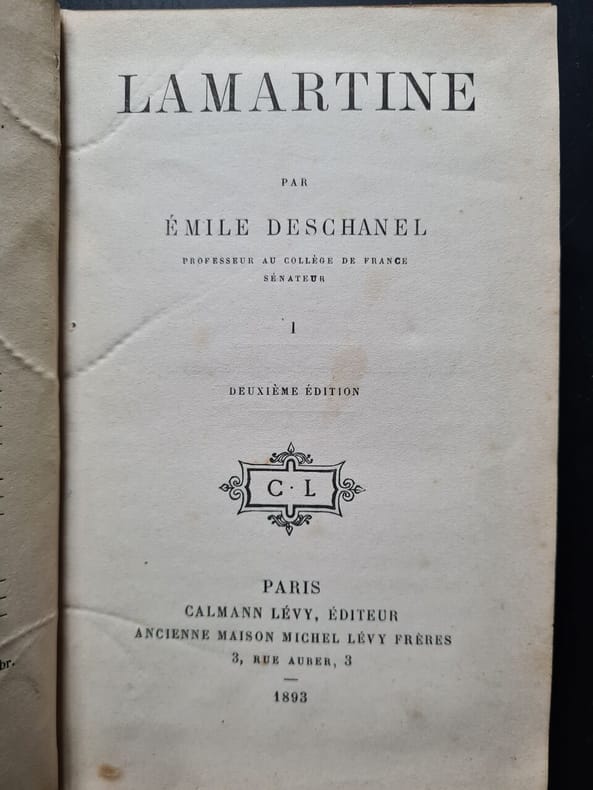 LAMARTINE
PAR
ÉMILE DESCHANEL
PROFESSEUR AU COLLÈGE DE FRANCE
SÉNATEUR
I
DEUXIÈME ÉDITION
C · L
PARIS
CALMANN LÉVY, ÉDITEUR
ANCIENNE MAISON MICHEL LÉVY FRÈRES
3, RUE AUBER, 3
1893